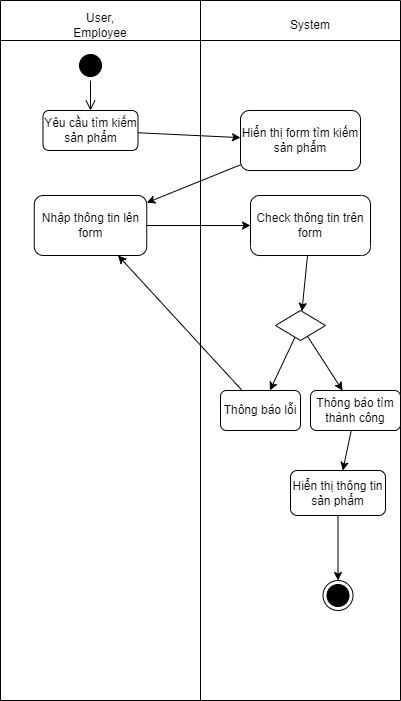 User,
Employee
System
Yêu cầu tìm kiếm
sản phẩm
Hiển thị form tìm kiếm
sản phẩm
Nhập thông tin lên
form
Check thông tin trên
form
Thông báo lỗi
Thông báo tìm
thành công
Hiển thị thông tin
sản phẩm